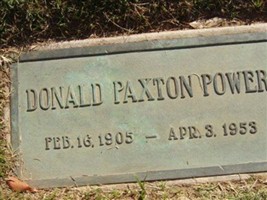 DONALD PAXTON POWER
FEB. 16, 1905 — APR. 3, 1953